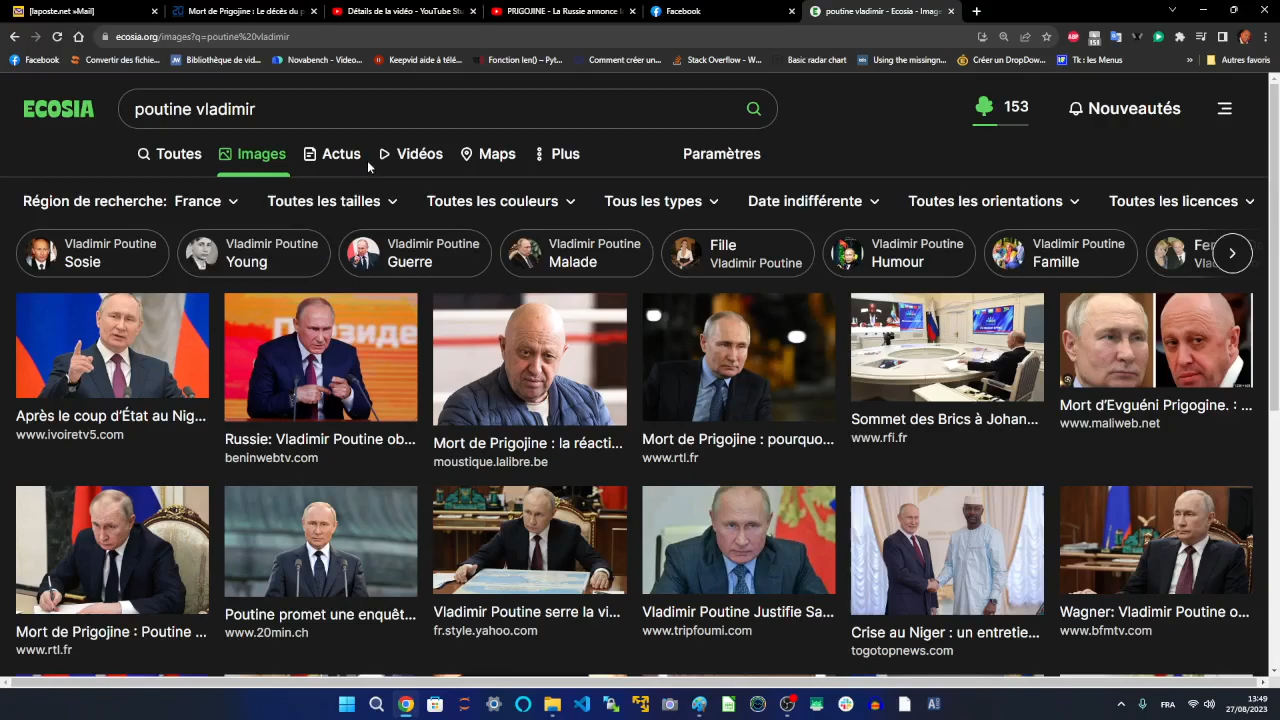 [laposte.net »Mail]
Mort de Prigojine: Le décès du p
Détails de la vidéo - YouTube Stu
PRIGOJINE - La Russie annonce l
Facebook
poutine vladimir - Ecosia - Image
ecosia.org/images?q=poutine%20vladimir
ABP
151
Facebook
Convertir des fichie...
Bibliothèque de vid...
Novabench - Video...
Keepvid aide à télé...
Fonction len() – Pyt...
Comment créer un...
Stack Overflow - W...
Basic radar chart
Using the missingn...
Créer un DropDow...
Tk : les Menus
»
Autres favoris
ECOSIA
poutine vladimir
153
Nouveautés
Toutes
Images
Actus
Vidéos
Maps
Plus
Paramètres
Région de recherche: France
Toutes les tailles
Toutes les couleurs
Tous les types
Date indifférente
Toutes les orientations
Toutes les licences
Vladimir Poutine
Sosie
Vladimir Poutine
Young
Vladimir Poutine
Guerre
Vladimir Poutine
Malade
Fille
Vladimir Poutine
Vladimir Poutine
Humour
Vladimir Poutine
Famille
Après le coup d'État au Nig...
www.ivoiretv5.com
Russie: Vladimir Poutine ob...
beninwebtv.com
Mort de Prigojine : la réacti...
moustique.lalibre.be
Mort de Prigojine : pourquo...
www.rtl.fr
Sommet des Brics à Johan...
www.rfi.fr
Mort d'Evguéni Prigogine. : ...
www.maliweb.net
Mort de Prigojine : Poutine ...
www.rtl.fr
Poutine promet une enquêt...
www.20min.ch
Vladimir Poutine serre la vi...
fr.style.yahoo.com
Vladimir Poutine Justifie Sa...
www.tripfoumi.com
Crise au Niger : un entretie...
togotopnews.com
Wagner: Vladimir Poutine o...
www.bfmtv.com
FRA
13:49
27/08/2023